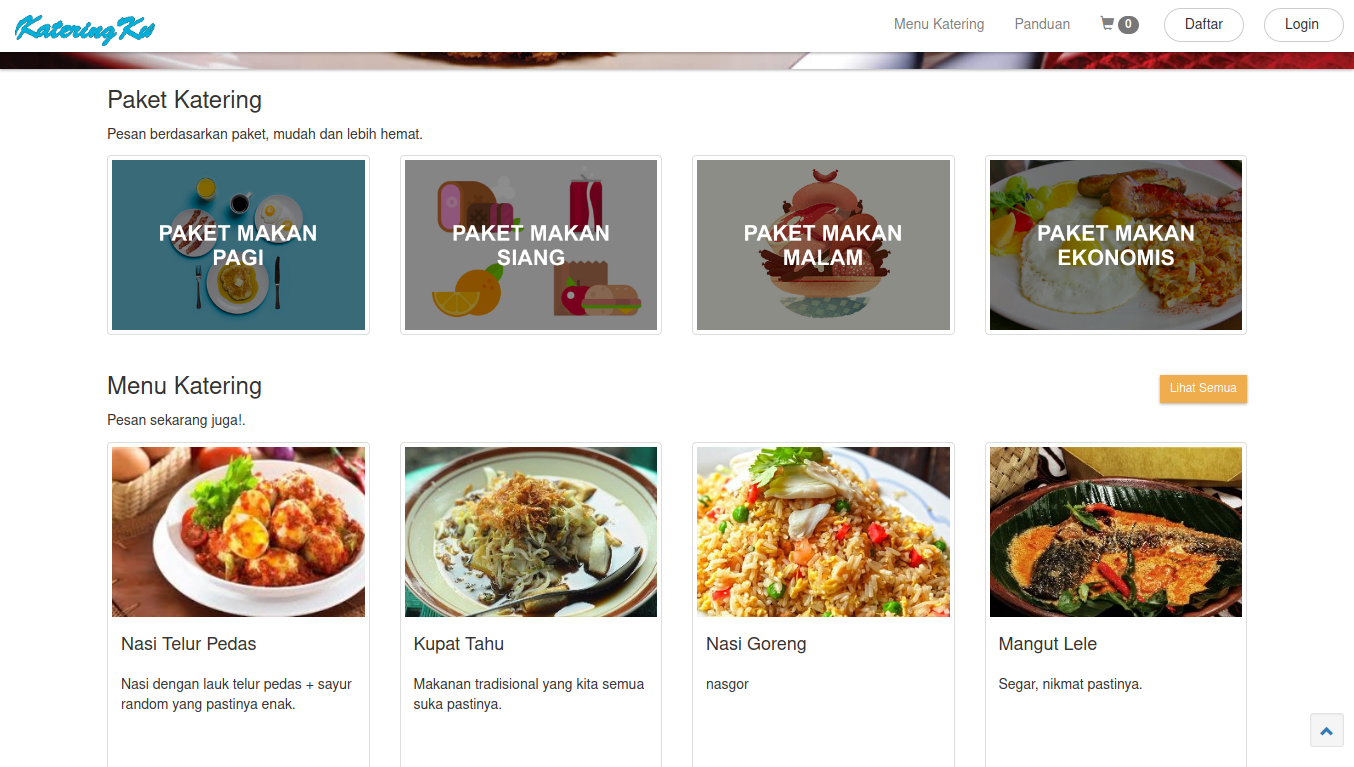 KateringKu
Menu Katering
Panduan
0
Daftar
Login
Paket Katering
Pesan berdasarkan paket, mudah dan lebih hemat.
PAKET MAKAN
PAGI
PAKET MAKAN
SIANG
PAKET MAKAN
MALAM
PAKET MAKAN
EKONOMIS
Menu Katering
Lihat Semua
Pesan sekarang juga!.
Nasi Telur Pedas
Nasi dengan lauk telur pedas + sayur
random yang pastinya enak.
Kupat Tahu
Makanan tradisional yang kita semua
suka pastinya.
Nasi Goreng
nasgor
Mangut Lele
Segar, nikmat pastinya.